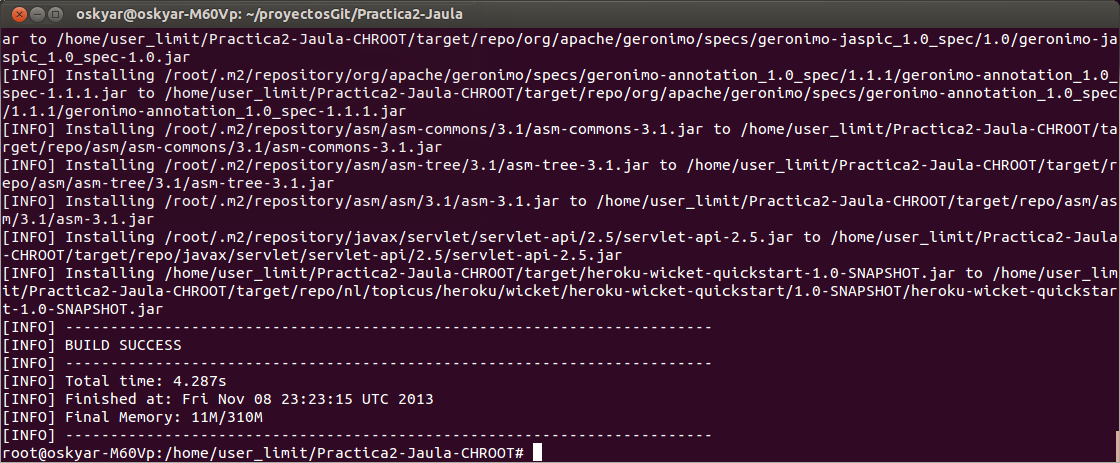 oskyar@oskyar-M60Vp: ~/proyectosGit/Practica2-Jaula
ar to /home/user_limit/Practica2-Jaula-CHROOT/target/repo/org/apache/geronimo/specs/geronimo-jaspic_1.0_spec/1.0/geronimo-ja
spic_1.0_spec-1.0.jar
[INFO] Installing /root/.m2/repository/org/apache/geronimo/specs/geronimo-annotation_1.0_spec/1.1.1/geronimo-annotation_1.0_
spec-1.1.1.jar to /home/user_limit/Practica2-Jaula-CHROOT/target/repo/org/apache/geronimo/specs/geronimo-annotation_1.0_spec
/1.1.1/geronimo-annotation_1.0_spec-1.1.1.jar
[INFO] Installing /root/.m2/repository/asm/asm-commons/3.1/asm-commons-3.1.jar to /home/user_limit/Practica2-Jaula-CHROOT/ta
rget/repo/asm/asm-commons/3.1/asm-commons-3.1.jar
[INFO] Installing /root/.m2/repository/asm/asm-tree/3.1/asm-tree-3.1.jar to /home/user_limit/Practica2-Jaula-CHROOT/target/r
epo/asm/asm-tree/3.1/asm-tree-3.1.jar
[INFO] Installing /root/.m2/repository/asm/asm/3.1/asm-3.1.jar to /home/user_limit/Practica2-Jaula-CHROOT/target/repo/asm/as
m/3.1/asm-3.1.jar
[INFO] Installing /root/.m2/repository/javax/servlet/servlet-api/2.5/servlet-api-2.5.jar to /home/user_limit/Practica2-Jaula
-CHROOT/target/repo/javax/servlet/servlet-api/2.5/servlet-api-2.5.jar
[INFO] Installing /home/user_limit/Practica2-Jaula-CHROOT/target/heroku-wicket-quickstart-1.0-SNAPSHOT.jar to /home/user_lim
it/Practica2-Jaula-CHROOT/target/repo/nl/topicus/heroku/wicket/heroku-wicket-quickstart/1.0-SNAPSHOT/heroku-wicket-quickstar
t-1.0-SNAPSHOT.jar
[INFO] ------------------------------------------------------------------------
[INFO] BUILD SUCCESS
[INFO] ------------------------------------------------------------------------
[INFO] Total time: 4.287s
[INFO] Finished at: Fri Nov 08 23:23:15 UTC 2013
[INFO] Final Memory: 11M/310M
[INFO] ------------------------------------------------------------------------
root@oskyar-M60Vp:/home/user_limit/Practica2-Jaula-CHROOT#